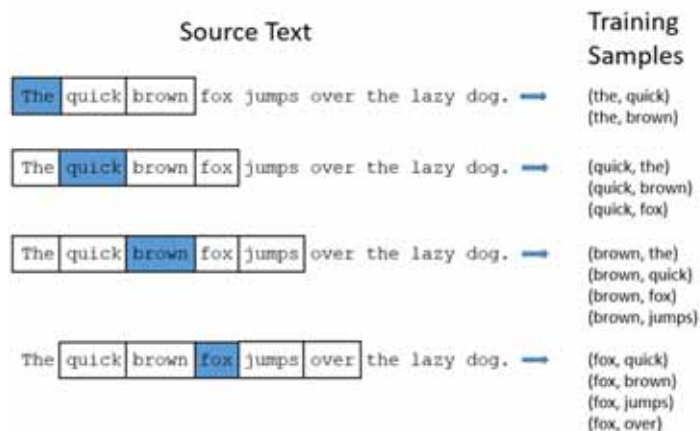 Source Text
Training
Samples
The quick brown fox jumps over the lazy dog.
(the, quick)
(the, brown)
The quick brown fox jumps over the lazy dog.
(quick, the)
(quick, brown)
(quick, fox)
The quick brown fox jumps over the lazy dog.
(brown, the)
(brown, quick)
(brown, fox)
(brown, jumps)
The quick brown fox jumps over the lazy dog.
(fox, quick)
(fox, brown)
(fox, jumps)
(fox, over)